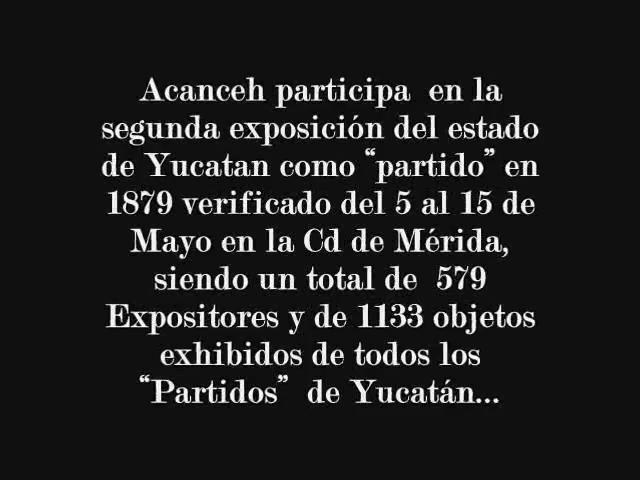 Acanceh participa en la
segunda exposición del estado
de Yucatan como “partido” en
1879 verificado del 5 al 15 de
Mayo en la Cd de Mérida,
siendo un total de 579
Expositores y de 1133 objetos
exhibidos de todos los
“Partidos” de Yucatán...